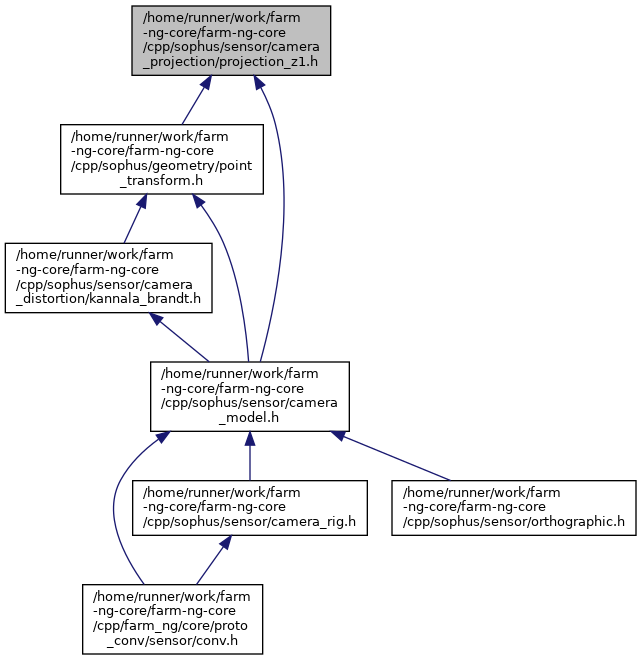 /home/runner/work/farm
-ng-core/farm-ng-core
/cpp/sophus/sensor/camera
_projection/projection_z1.h
/home/runner/work/farm
-ng-core/farm-ng-core
/cpp/sophus/geometry/point
_transform.h
/home/runner/work/farm
-ng-core/farm-ng-core
/cpp/sophus/sensor/camera
_distortion/kannala_brandt.h
/home/runner/work/farm
-ng-core/farm-ng-core
/cpp/sophus/sensor/camera
_model.h
/home/runner/work/farm
-ng-core/farm-ng-core
/cpp/sophus/sensor/camera_rig.h
/home/runner/work/farm
-ng-core/farm-ng-core
/cpp/sophus/sensor/orthographic.h
/home/runner/work/farm
-ng-core/farm-ng-core
/cpp/farm_ng/core/proto
_conv/sensor/conv.h